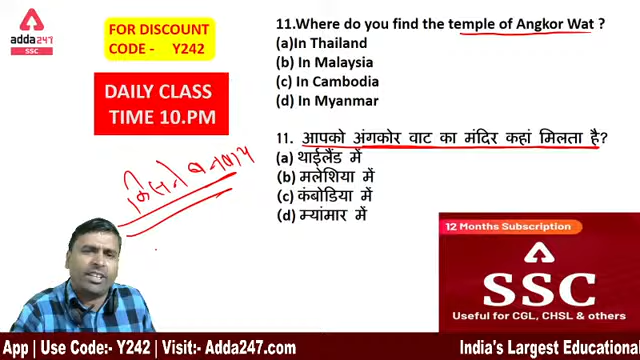 adda247
SSC
FOR DISCOUNT
CODE - Y242
DAILY CLASS
TIME 10.PM
किसने बनवाय
11.Where do you find the temple of Angkor Wat ?
(a)In Thailand
(b) In Malaysia
(c) In Cambodia
(d) In Myanmar
11. आपको अंगकोर वाट का मंदिर कहां मिलता है?
(a) थाईलैंड में
(b) मलेशिया में
(c) कंबोडिया में
(d) म्यांमार में
12 Months Subscription
SSC
Useful for CGL, CHSL & others
App | Use Code:- Y242 | Visit:- Adda247.com
India's Largest Educational